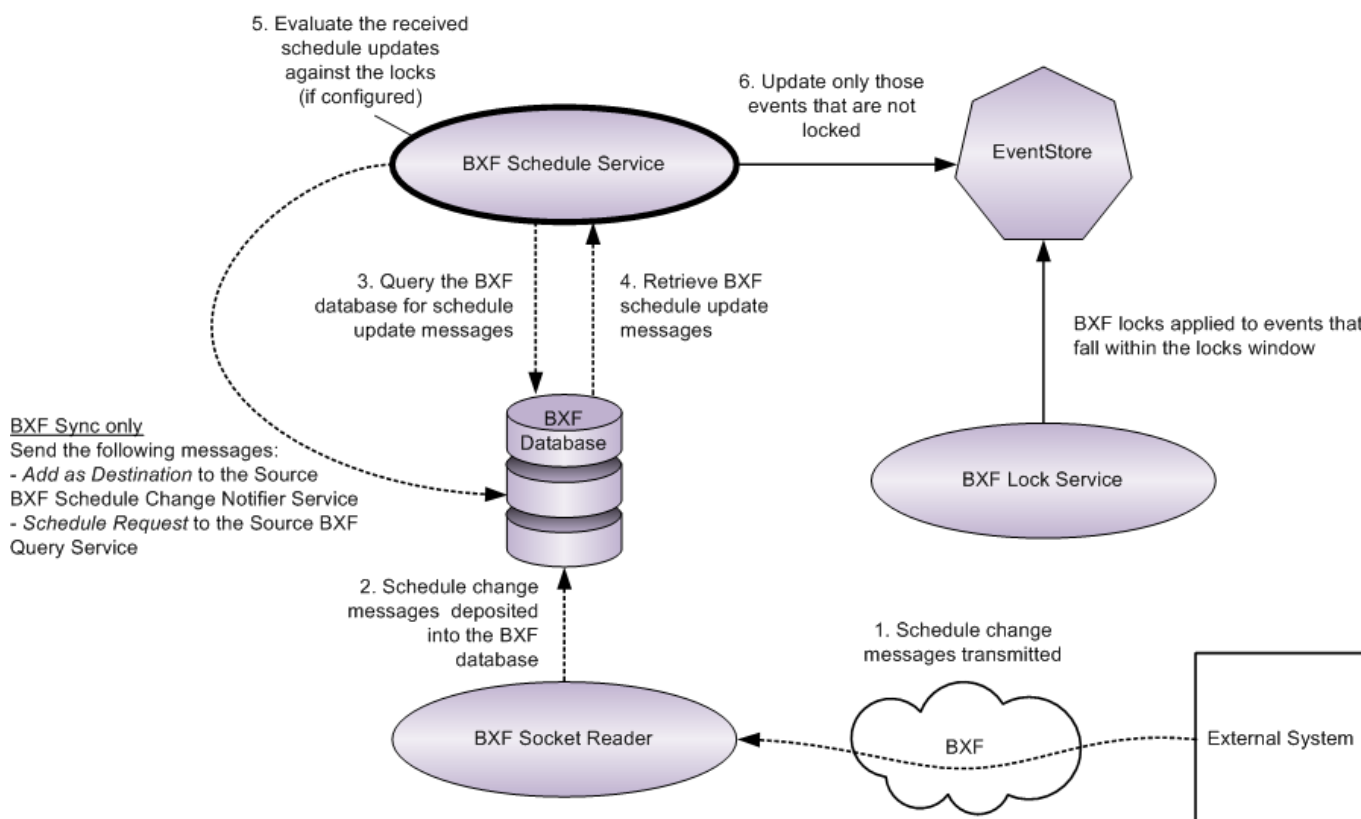 5. Evaluate the received
schedule updates
against the locks
(if configured)
6. Update only those
events that are not
locked
BXF Schedule Service
EventStore
3. Query the BXF
database for schedule
update messages
4. Retrieve BXF
schedule update
messages
BXF locks applied to events that
fall within the locks window
BXF
Database
BXF Sync only
Send the following messages:
- Add as Destination to the Source
BXF Schedule Change Notifier Service
- Schedule Request to the Source BXF
Query Service
BXF Lock Service
2. Schedule change
messages deposited
into the BXF
database
1. Schedule change
messages transmitted
BXF Socket Reader
BXF
External System